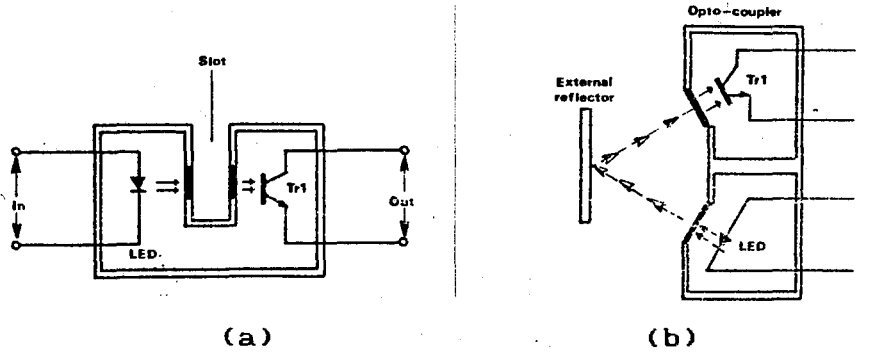 Slot
In
LED
Tr1
Out
(a)
Opto-coupler
External
reflector
Tr1
LED
(b)